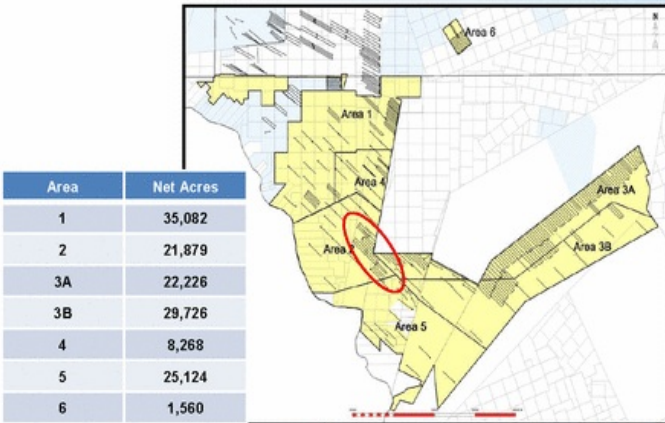 Area 6
Area 1
Area 4
Area 2
Area 3A
Area 3B
Area 5
Area Net Acres
1 35,082
2 21,879
3A 22,226
3B 29,726
4 8,268
5 25,124
6 1,560